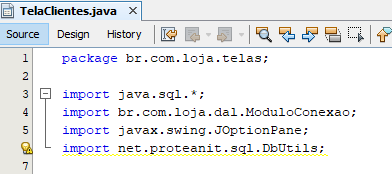 TelaClientes.java
Source Design History
1 package br.com.loja.telas;
2
3 import java.sql.*;
4 import br.com.loja.dal.ModuloConexao;
5 import javax.swing.JOptionPane;
import net.proteanit.sql.DbUtils;
7